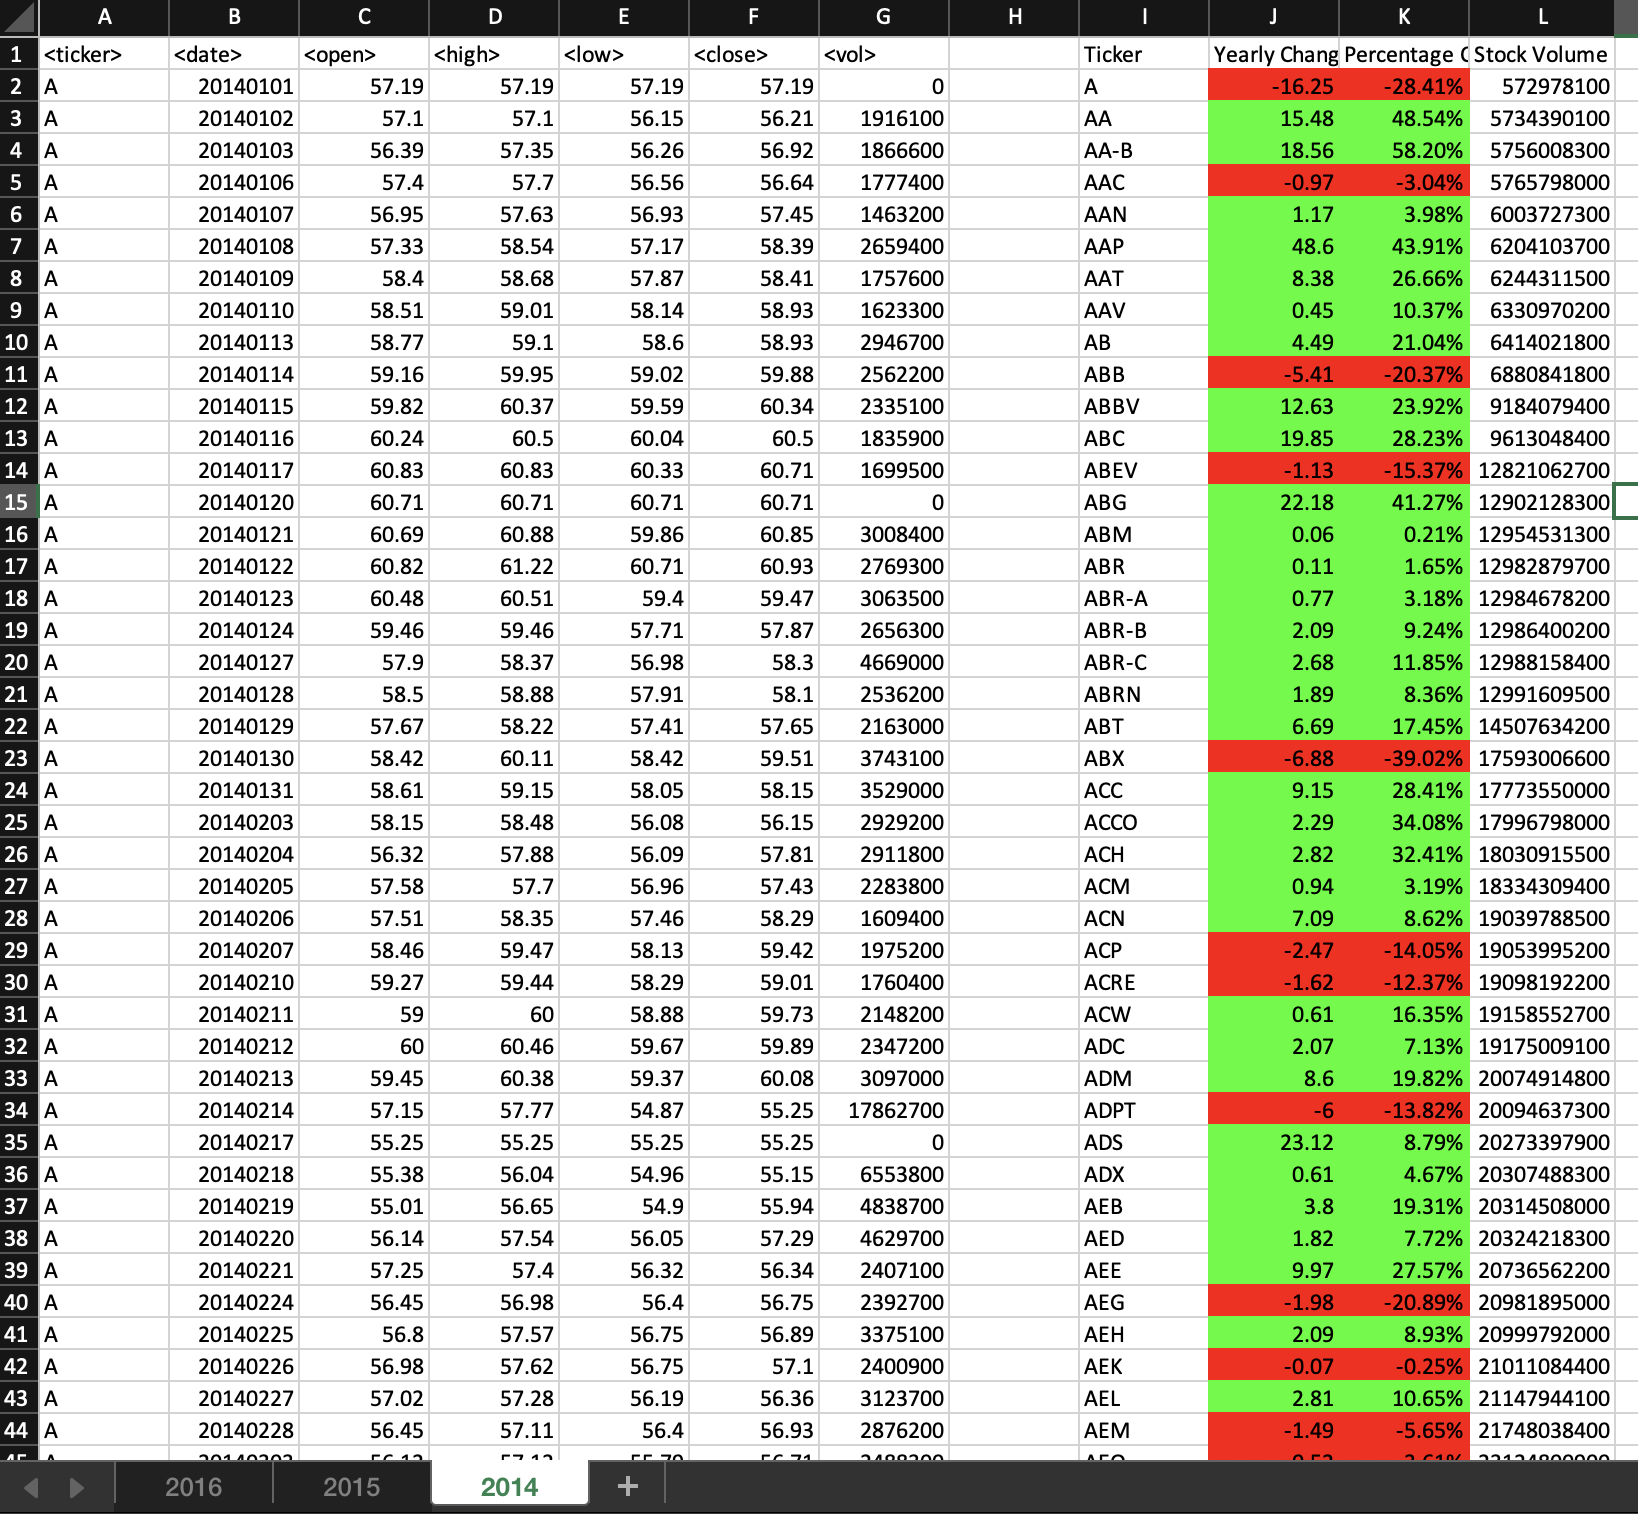 A B C D E F G H I J K L
1 <ticker> <date> <open> <high> <low> <close> <vol> Ticker Yearly Chang Percentage C Stock Volume
2 A 20140101 57.19 57.19 57.19 57.19 0 A -16.25 -28.41% 572978100
3 A 20140102 57.1 57.1 56.15 56.21 1916100 AA 15.48 48.54% 5734390100
4 A 20140103 56.39 57.35 56.26 56.92 1866600 AA-B 18.56 58.20% 5756008300
5 A 20140106 57.4 57.7 56.56 56.64 1777400 AAC -0.97 -3.04% 5765798000
6 A 20140107 56.95 57.63 56.93 57.45 1463200 AAN 1.17 3.98% 6003727300
7 A 20140108 57.33 58.54 57.17 58.39 2659400 AAP 48.6 43.91% 6204103700
8 A 20140109 58.4 58.68 57.87 58.41 1757600 AAT 8.38 26.66% 6244311500
9 A 20140110 58.51 59.01 58.14 58.93 1623300 AAV 0.45 10.37% 6330970200
10 A 20140113 58.77 59.1 58.6 58.93 2946700 AB 4.49 21.04% 6414021800
11 A 20140114 59.16 59.95 59.02 59.88 2562200 ABB -5.41 -20.37% 6880841800
12 A 20140115 59.82 60.37 59.59 60.34 2335100 ABBV 12.63 23.92% 9184079400
13 A 20140116 60.24 60.5 60.04 60.5 1835900 ABC 19.85 28.23% 9613048400
14 A 20140117 60.83 60.83 60.33 60.71 1699500 ABEV -1.13 -15.37% 12821062700
15 A 20140120 60.71 60.71 60.71 60.71 0 ABG 22.18 41.27% 12902128300
16 A 20140121 60.69 60.88 59.86 60.85 3008400 ABM 0.06 0.21% 12954531300
17 A 20140122 60.82 61.22 60.71 60.93 2769300 ABR 0.11 1.65% 12982879700
18 A 20140123 60.48 60.51 59.4 59.47 3063500 ABR-A 0.77 3.18% 12984678200
19 A 20140124 59.46 59.46 57.71 57.87 2656300 ABR-B 2.09 9.24% 12986400200
20 A 20140127 57.9 58.37 56.98 58.3 4669000 ABR-C 2.68 11.85% 12988158400
21 A 20140128 58.5 58.88 57.91 58.1 2536200 ABRN 1.89 8.36% 12991609500
22 A 20140129 57.67 58.22 57.41 57.65 2163000 ABT 6.69 17.45% 14507634200
23 A 20140130 58.42 60.11 58.42 59.51 3743100 ABX -6.88 -39.02% 17593006600
24 A 20140131 58.61 59.15 58.05 58.15 3529000 ACC 9.15 28.41% 17773550000
25 A 20140203 58.15 58.48 56.08 56.15 2929200 ACCO 2.29 34.08% 17996798000
26 A 20140204 56.32 57.88 56.09 57.81 2911800 ACH 2.82 32.41% 18030915500
27 A 20140205 57.58 57.7 56.96 57.43 2283800 ACM 0.94 3.19% 18334309400
28 A 20140206 57.51 58.35 57.46 58.29 1609400 ACN 7.09 8.62% 19039788500
29 A 20140207 58.46 59.47 58.13 59.42 1975200 ACP -2.47 -14.05% 19053995200
30 A 20140210 59.27 59.44 58.29 59.01 1760400 ACRE -1.62 -12.37% 19098192200
31 A 20140211 59 60 58.88 59.73 2148200 ACW 0.61 16.35% 19158552700
32 A 20140212 60 60.46 59.67 59.89 2347200 ADC 2.07 7.13% 19175009100
33 A 20140213 59.45 60.38 59.37 60.08 3097000 ADM 8.6 19.82% 20074914800
34 A 20140214 57.15 57.77 54.87 55.25 17862700 ADPT -6 -13.82% 20094637300
35 A 20140217 55.25 55.25 55.25 55.25 0 ADS 23.12 8.79% 20273397900
36 A 20140218 55.38 56.04 54.96 55.15 6553800 ADX 0.61 4.67% 20307488300
37 A 20140219 55.01 56.65 54.9 55.94 4838700 AEB 3.8 19.31% 20314508000
38 A 20140220 56.14 57.54 56.05 57.29 4629700 AED 1.82 7.72% 20324218300
39 A 20140221 57.25 57.4 56.32 56.34 2407100 AEE 9.97 27.57% 20736562200
40 A 20140224 56.45 56.98 56.4 56.75 2392700 AEG -1.98 -20.89% 20981895000
41 A 20140225 56.8 57.57 56.75 56.89 3375100 AEH 2.09 8.93% 20999792000
42 A 20140226 56.98 57.62 56.75 57.1 2400900 AEK -0.07 -0.25% 21011084400
43 A 20140227 57.02 57.28 56.19 56.36 3123700 AEL 2.81 10.65% 21147944100
44 A 20140228 56.45 57.11 56.4 56.93 2876200 AEM -1.49 -5.65% 21748038400
2016 2015 2014 +